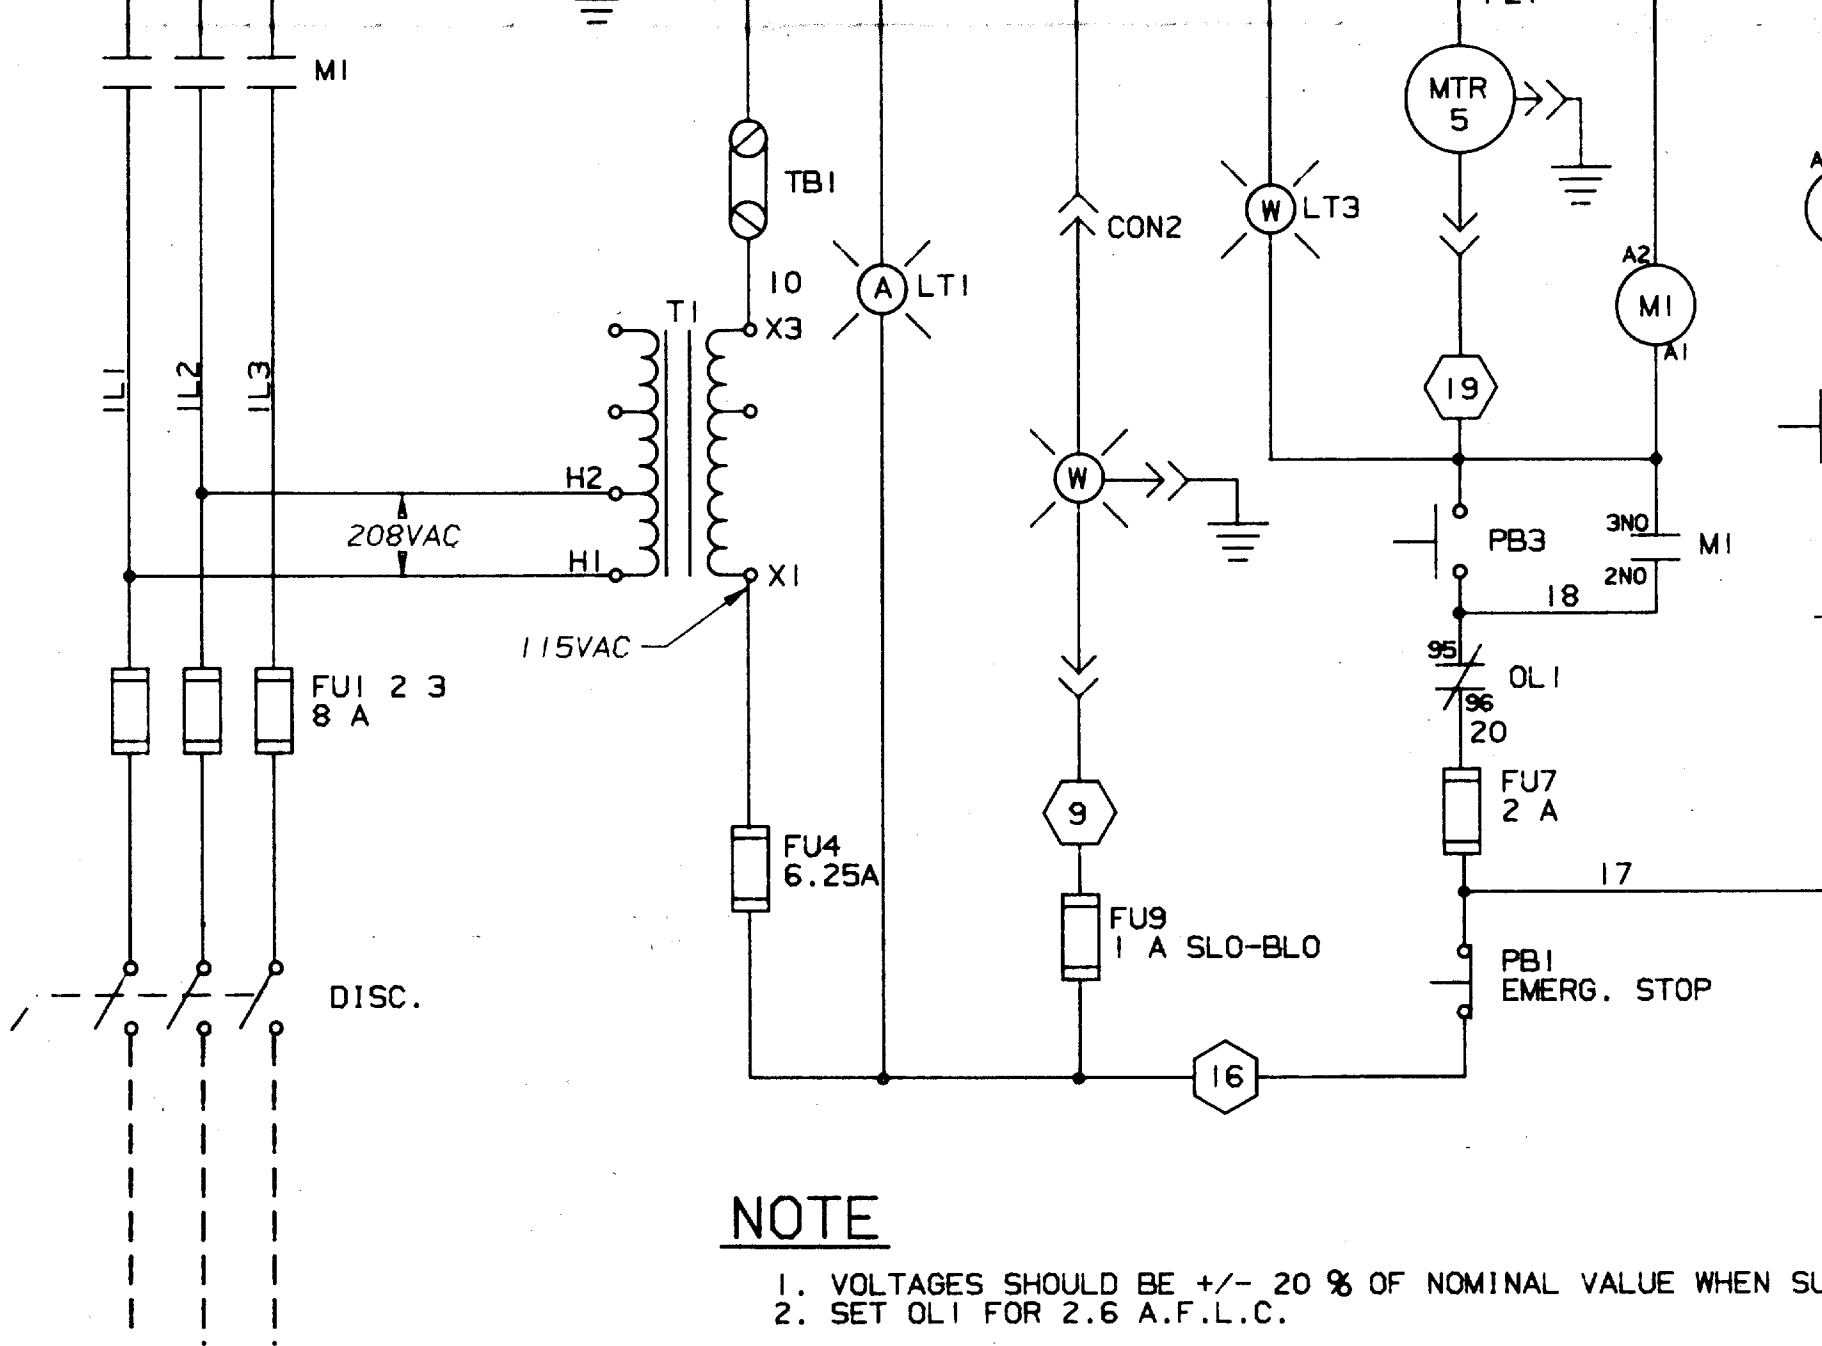 M1
MTR
5
TB1
W
LT3
CON2
A2
10
A
LT1
M1
T1
X3
A1
1L1
1L2
1L3
19
H2
W
208VAC
3NO
PB3
M1
H1
X1
2NO
18
115VAC
95
OL1
FU1 2 3
8 A
96
20
FU7
2 A
9
FU4
6.25A
17
FU9
1 A SLO-BLO
PB1
EMERG. STOP
DISC.
16
NOTE
1. VOLTAGES SHOULD BE +/- 20 % OF NOMINAL VALUE WHEN SU
2. SET OL1 FOR 2.6 A.F.L.C.